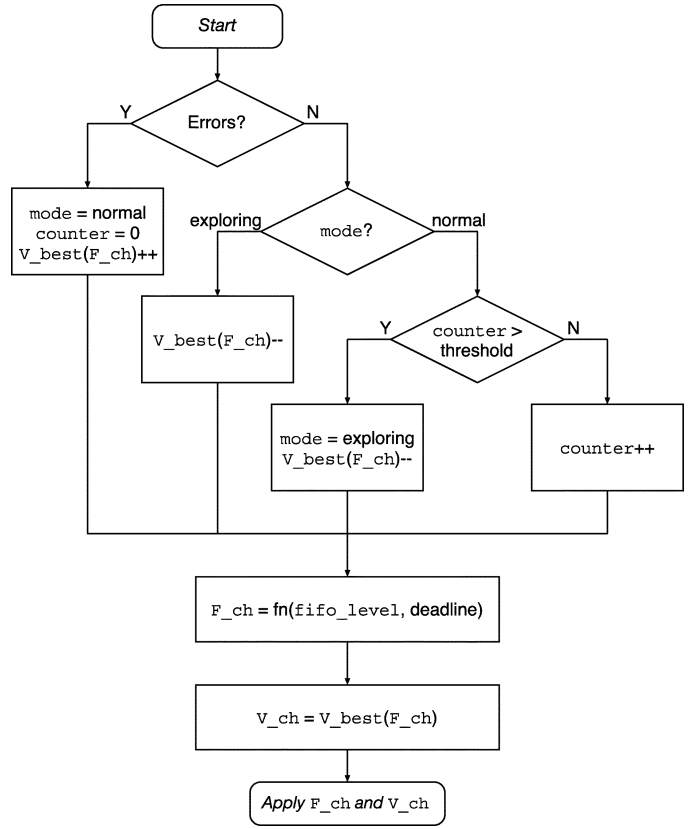 Start
Errors?
Y
N
mode = normal
counter = 0
V_best(F_ch)++
exploring
mode?
normal
V_best(F_ch)--
Y
counter >
threshold
N
mode = exploring
V_best(F_ch)--
counter++
F_ch = fn(fifo_level, deadline)
V_ch = V_best(F_ch)
Apply F_ch and V_ch